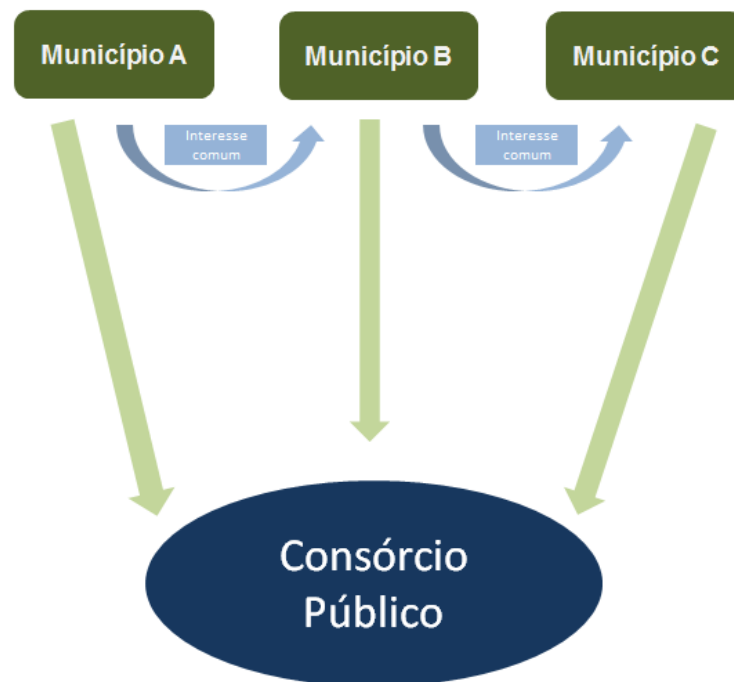 Município A
Município B
Município C
Interesse
comum
Interesse
comum
Consórcio
Público